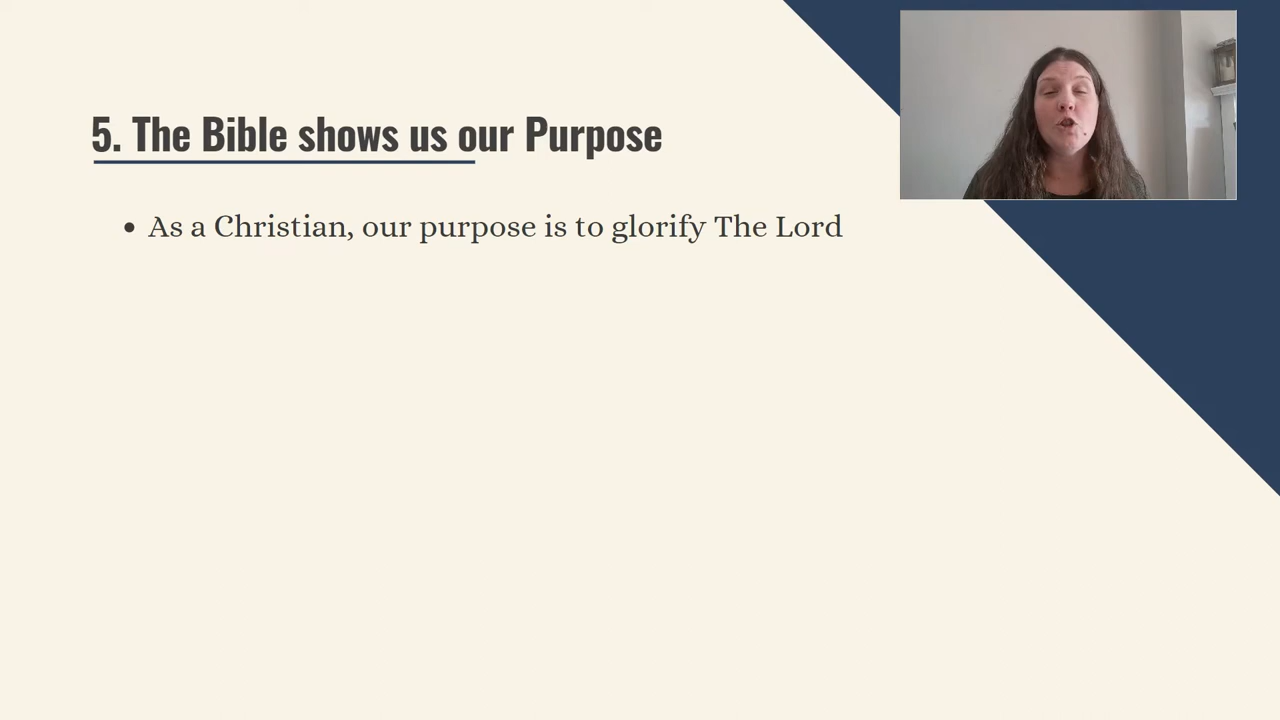 5. The Bible shows us our Purpose
• As a Christian, our purpose is to glorify The Lord